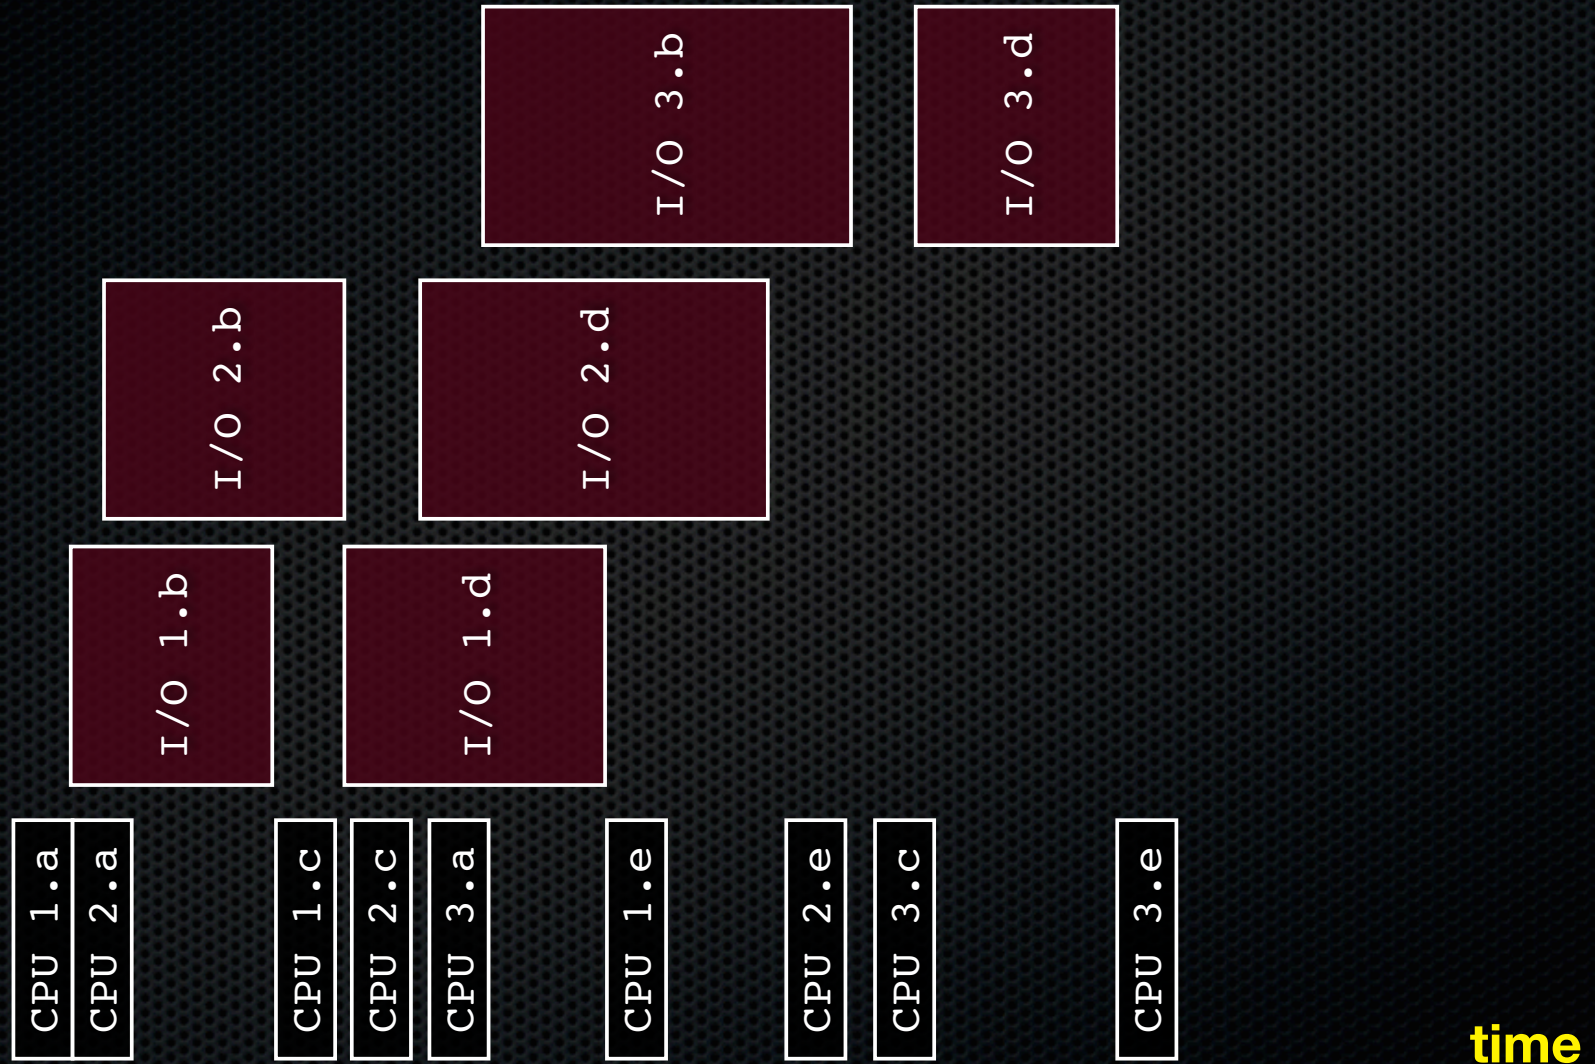 I/O 3.b
I/O 3.d
I/O 2.b
I/O 2.d
I/O 1.b
I/O 1.d
CPU 1.a
CPU 2.a
CPU 1.c
CPU 2.c
CPU 3.a
CPU 1.e
CPU 2.e
CPU 3.c
CPU 3.e
time